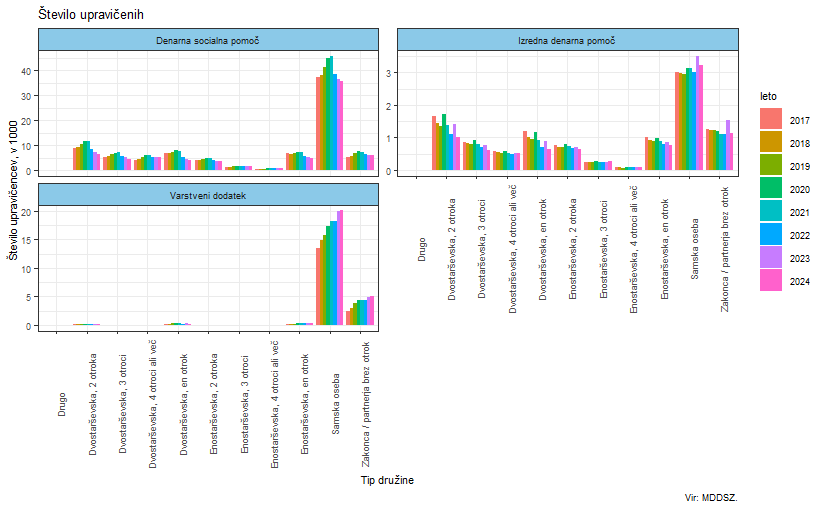 Število upravičenih
Denarna socialna pomoč
Izredna denarna pomoč
Varstveni dodatek
Število upravičencev, v 1000
0
10
20
30
40
0
1
2
3
0
5
10
15
20
Drugo
Dvostarševska, 2 otroka
Dvostarševska, 3 otroci
Dvostarševska, 4 otroci ali več
Dvostarševska, en otrok
Enostarševska, 2 otroka
Enostarševska, 3 otroci
Enostarševska, 4 otroci ali več
Enostarševska, en otrok
Samska oseba
Zakonca / partnerja brez otrok
Drugo
Dvostarševska, 2 otroka
Dvostarševska, 3 otroci
Dvostarševska, 4 otroci ali več
Dvostarševska, en otrok
Enostarševska, 2 otroka
Enostarševska, 3 otroci
Enostarševska, 4 otroci ali več
Enostarševska, en otrok
Samska oseba
Zakonca / partnerja brez otrok
Tip družine
leto
2017
2018
2019
2020
2021
2022
2023
2024
Vir: MDDSZ.